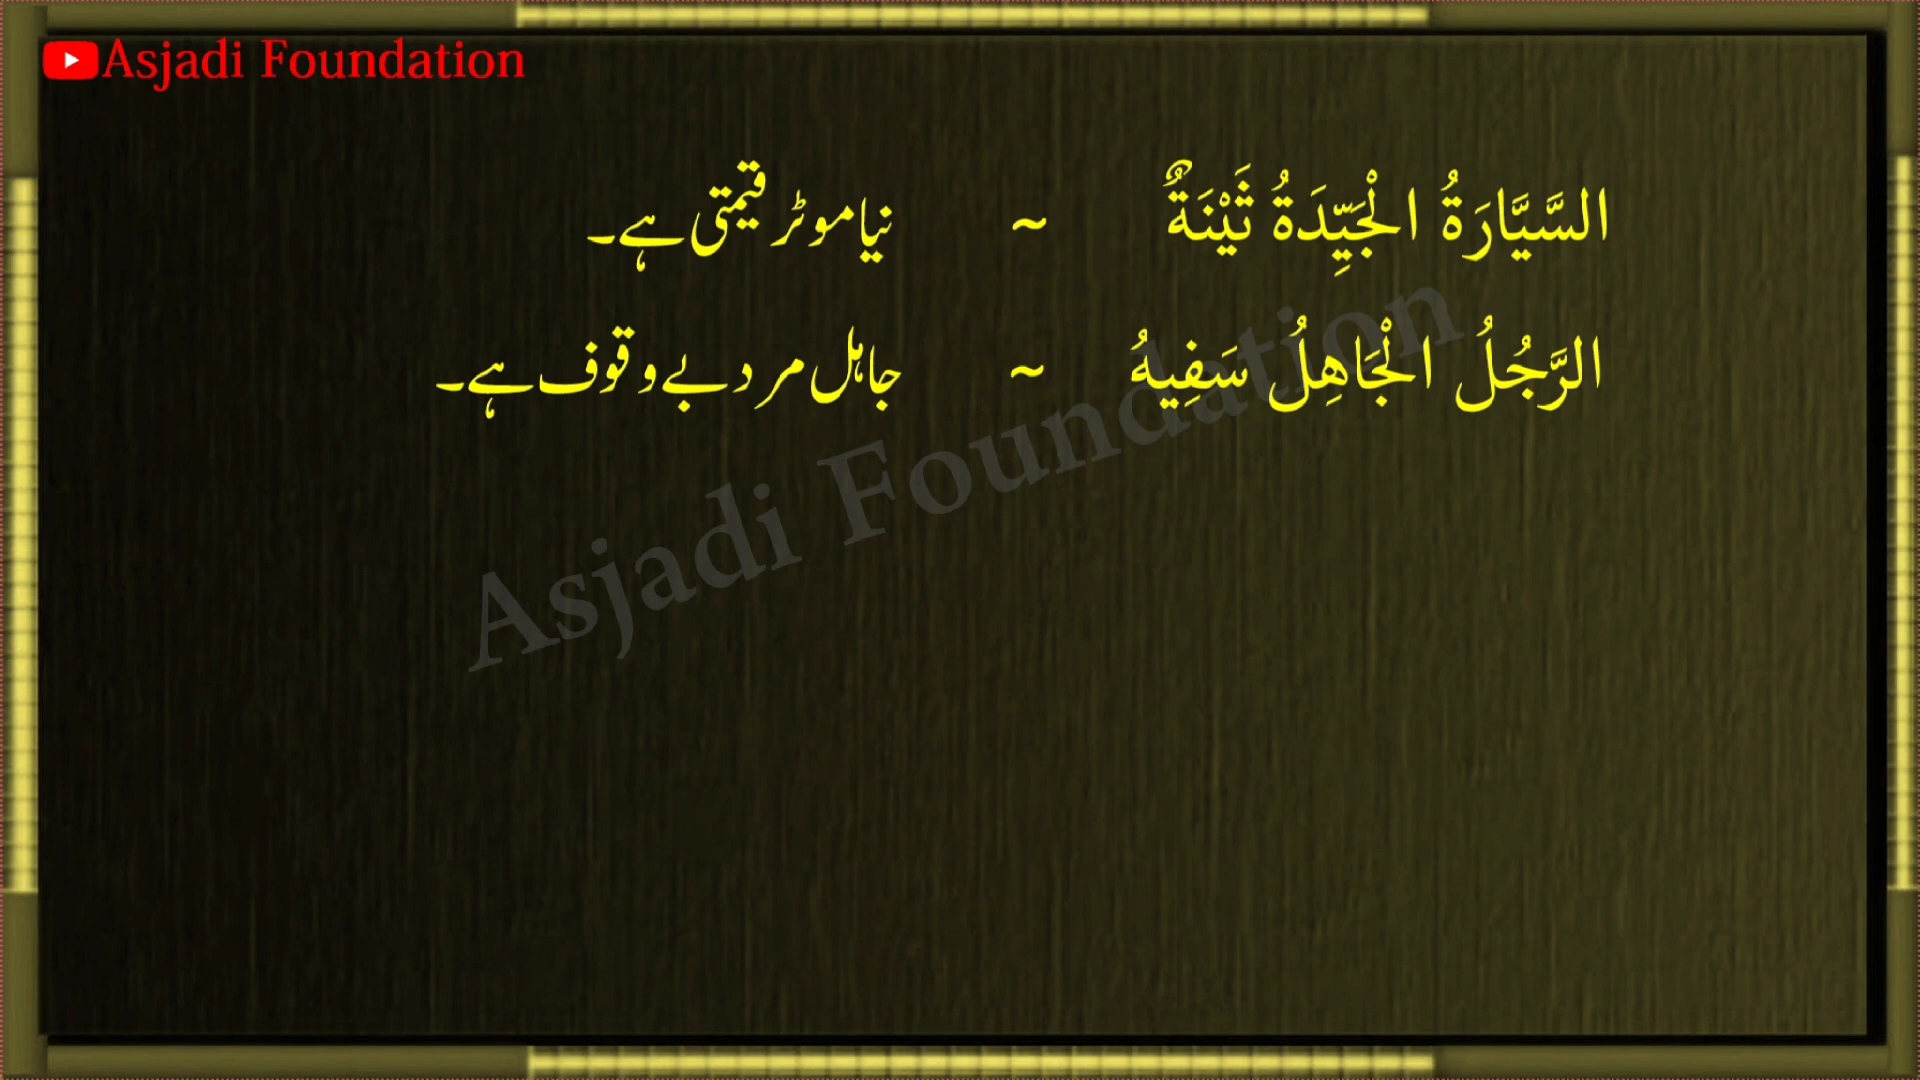 Asjadi Foundation
السَّيَّارَةُ الْجَيِّدَةُ ثَيْنَةٌ ~ نیا موٹر قیمتی ہے۔
الرَّجُلُ الْجَاهِلُ سَفِيهُ ~ جاہل مرد بے وقوف ہے۔
Asjadi Foundation